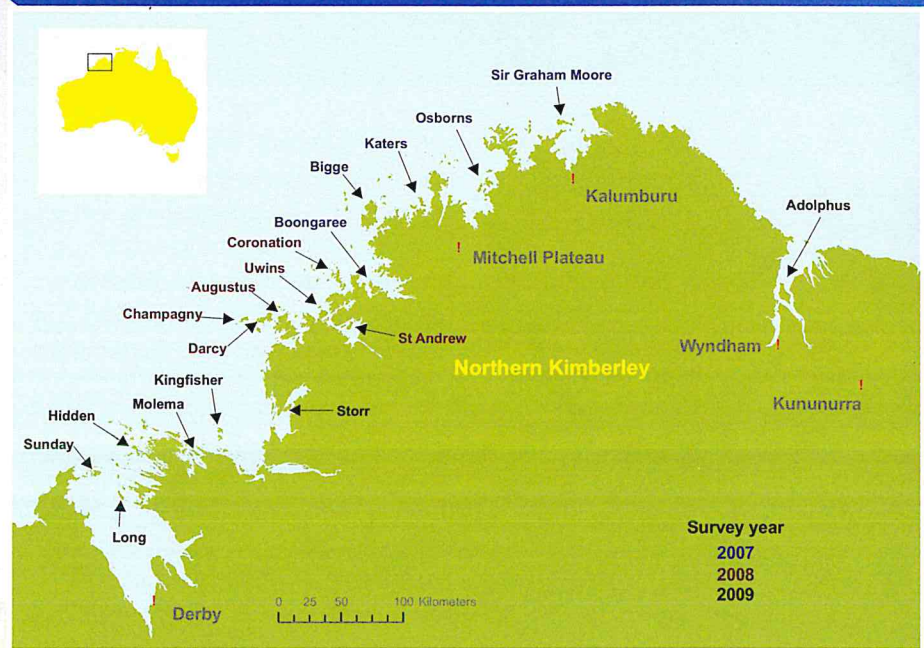 Sir Graham Moore
Osborns
Katers
Bigge
Kalumburu
Adolphus
Boongaree
Coronation
Mitchell Plateau
Uwins
Augustus
Champagny
Darcy
St Andrew
Wyndham
Northern Kimberley
Kingfisher
Molema
Storr
Kununurra
Hidden
Sunday
Long
Survey year
2007
2008
2009
Derby
0 25 50 100 Kilometers